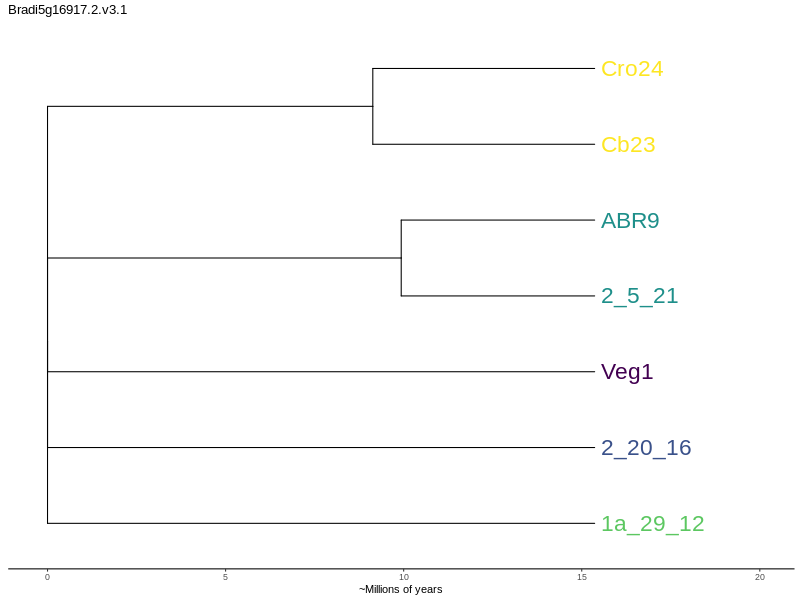 Bradi5g16917.2.v3.1
Cro24
Cb23
ABR9
2_5_21
Veg1
2_20_16
1a_29_12
0 5 10 15 20
~Millions of years